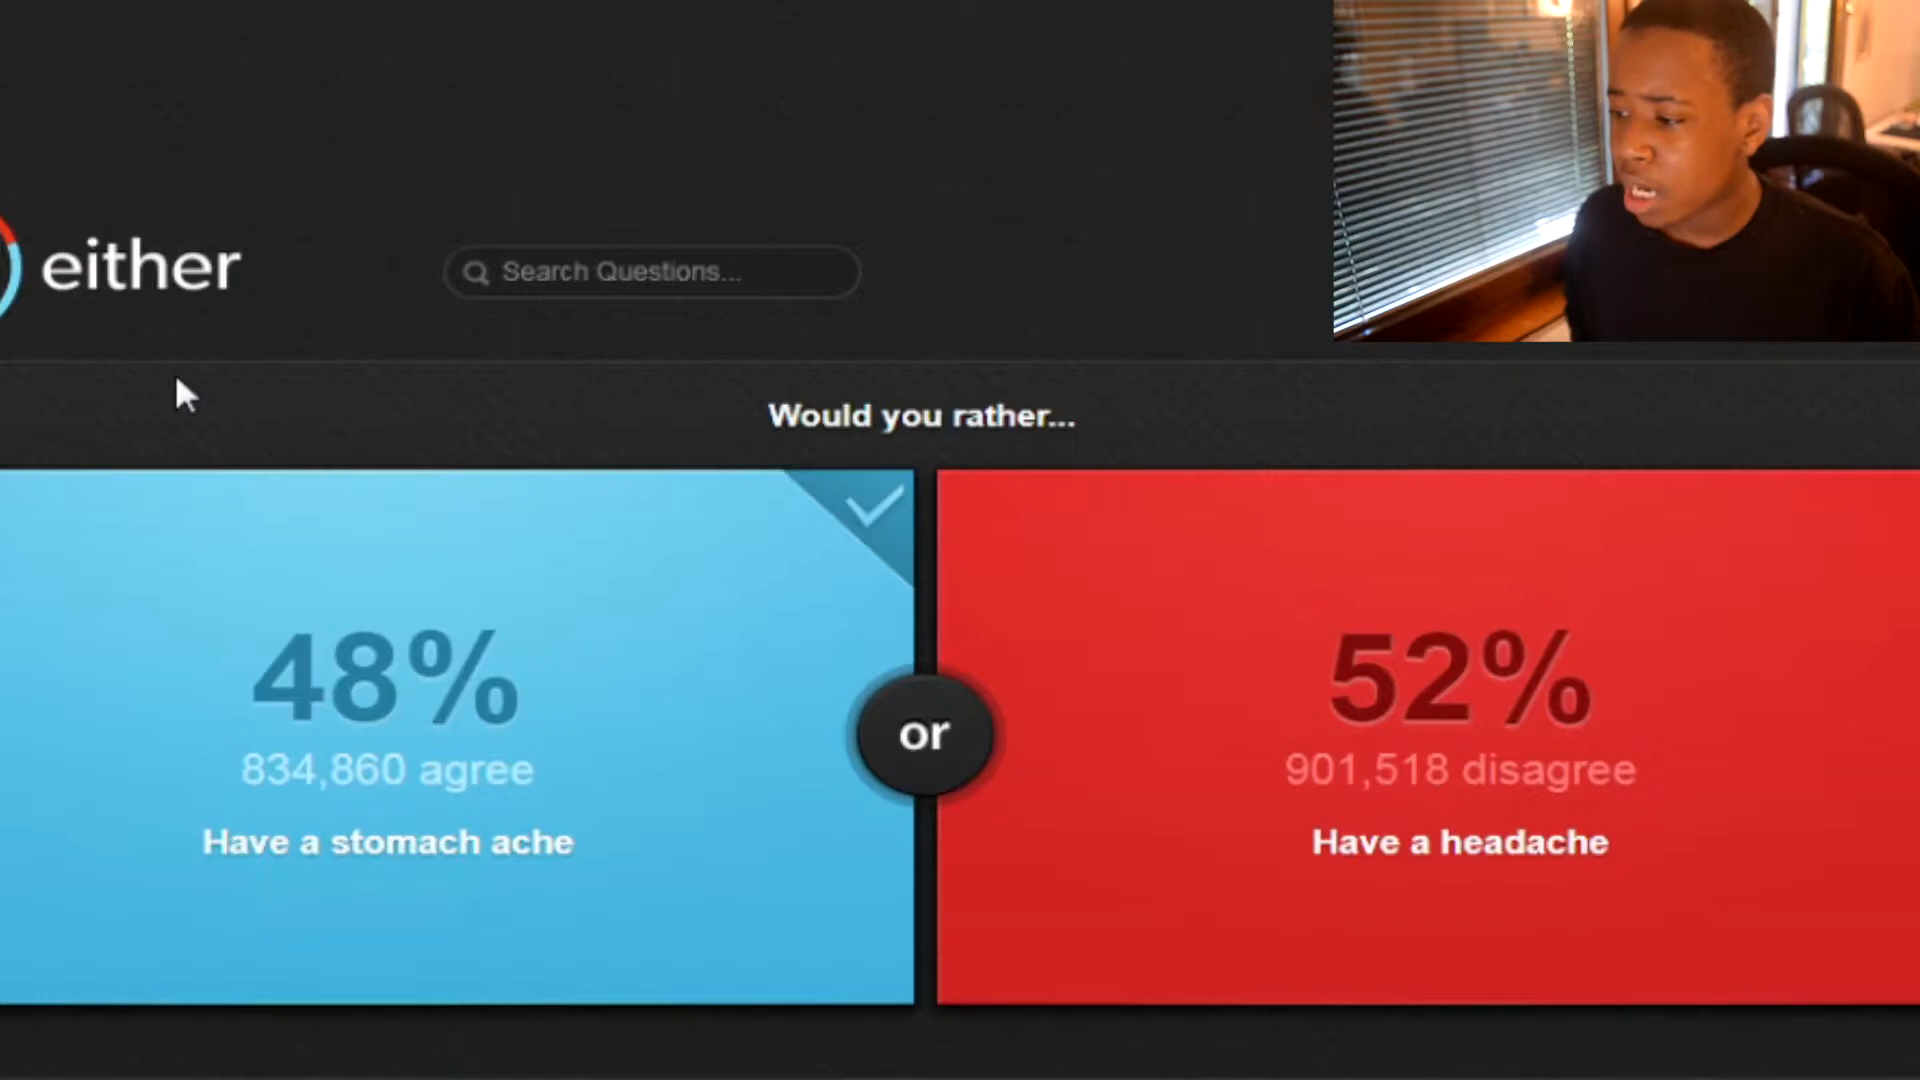 either
Search Questions...
Would you rather...
48%
834,860 agree
Have a stomach ache
or
52%
901,518 disagree
Have a headache